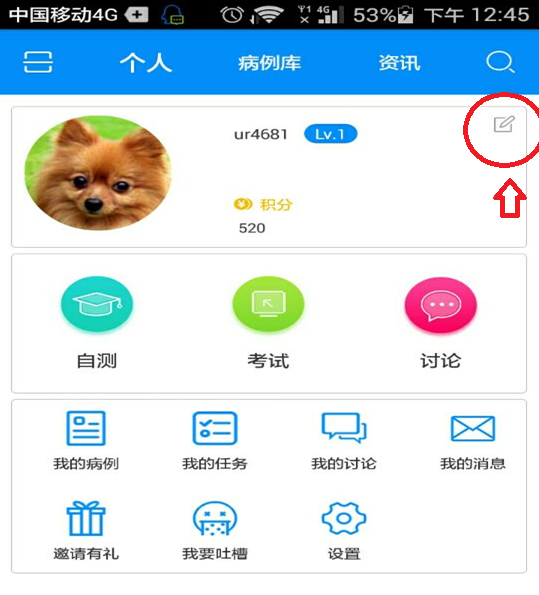 中国移动4G 4G 53% 下午 12:45
个人 病例库 资讯
ur4681 Lv.1
积分
520
自测 考试 讨论
我的病例 我的任务 我的讨论 我的消息
邀请有礼 我要吐槽 设置